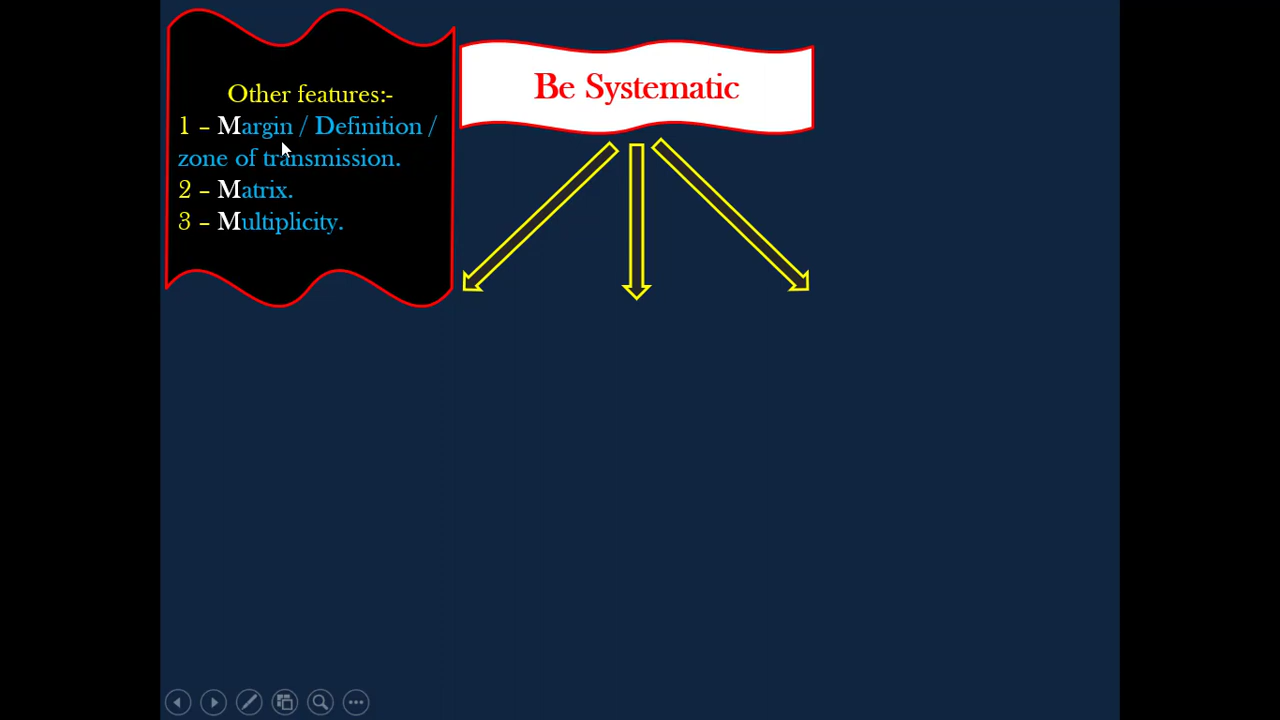 Other features:-
1 – Margin / Definition /
zone of transmission.
2 – Matrix.
3 – Multiplicity.
Be Systematic